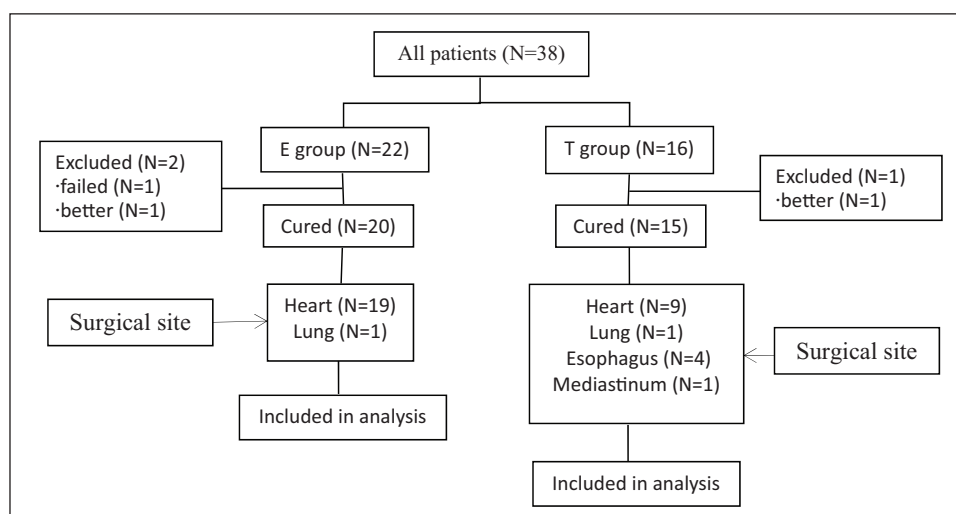 All patients (N=38)
E group (N=22)
T group (N=16)
Excluded (N=2)
·failed (N=1)
·better (N=1)
Excluded (N=1)
·better (N=1)
Cured (N=20)
Cured (N=15)
Surgical site
Heart (N=19)
Lung (N=1)
Heart (N=9)
Lung (N=1)
Esophagus (N=4)
Mediastinum (N=1)
Surgical site
Included in analysis
Included in analysis